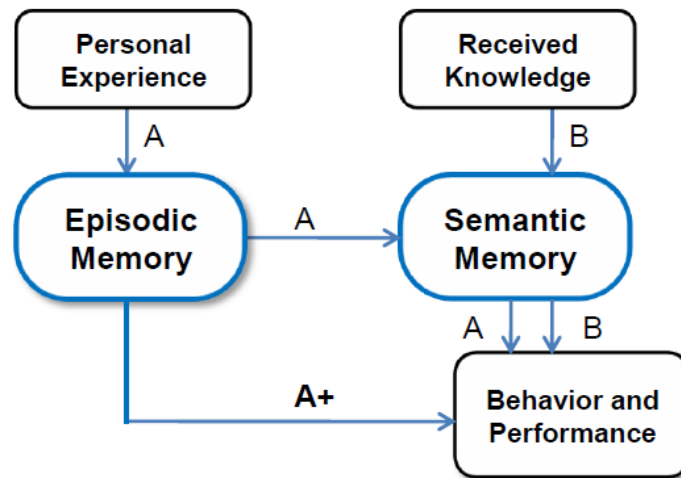 Personal
Experience
Received
Knowledge
A
B
Episodic
Memory
A
Semantic
Memory
A
B
A+
Behavior and
Performance